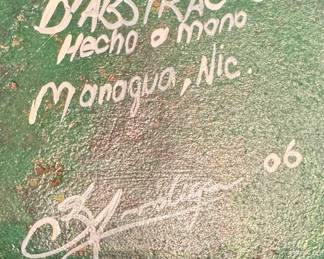 D'ABSTRAC
Hecho a mano
Managua, Nic.
06